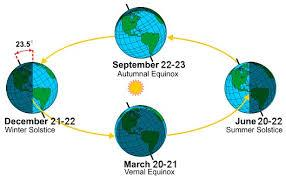 23.5°
September 22-23
Autumnal Equinox
December 21-22
Winter Solstice
June 20-22
Summer Solstice
March 20-21
Vernal Equinox